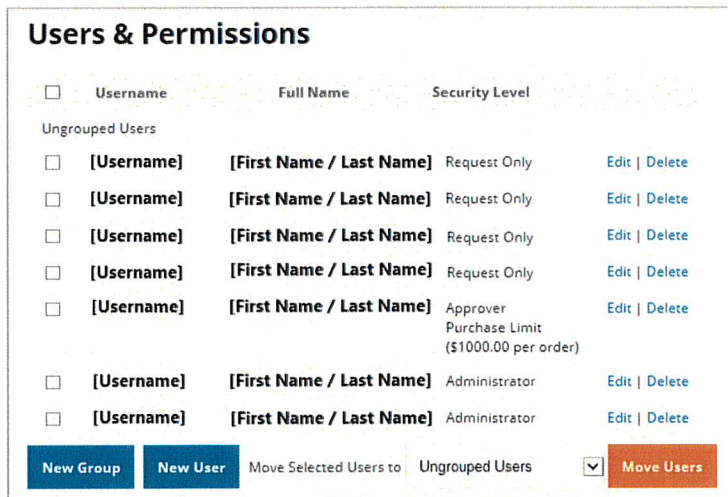 Users & Permissions
Username Full Name Security Level
Ungrouped Users
[Username] [First Name / Last Name] Request Only Edit | Delete
[Username] [First Name / Last Name] Request Only Edit | Delete
[Username] [First Name / Last Name] Request Only Edit | Delete
[Username] [First Name / Last Name] Request Only Edit | Delete
[Username] [First Name / Last Name] Approver Edit | Delete
Purchase Limit
($1000.00 per order)
[Username] [First Name / Last Name] Administrator Edit | Delete
[Username] [First Name / Last Name] Administrator Edit | Delete
New Group New User Move Selected Users to Ungrouped Users Move Users